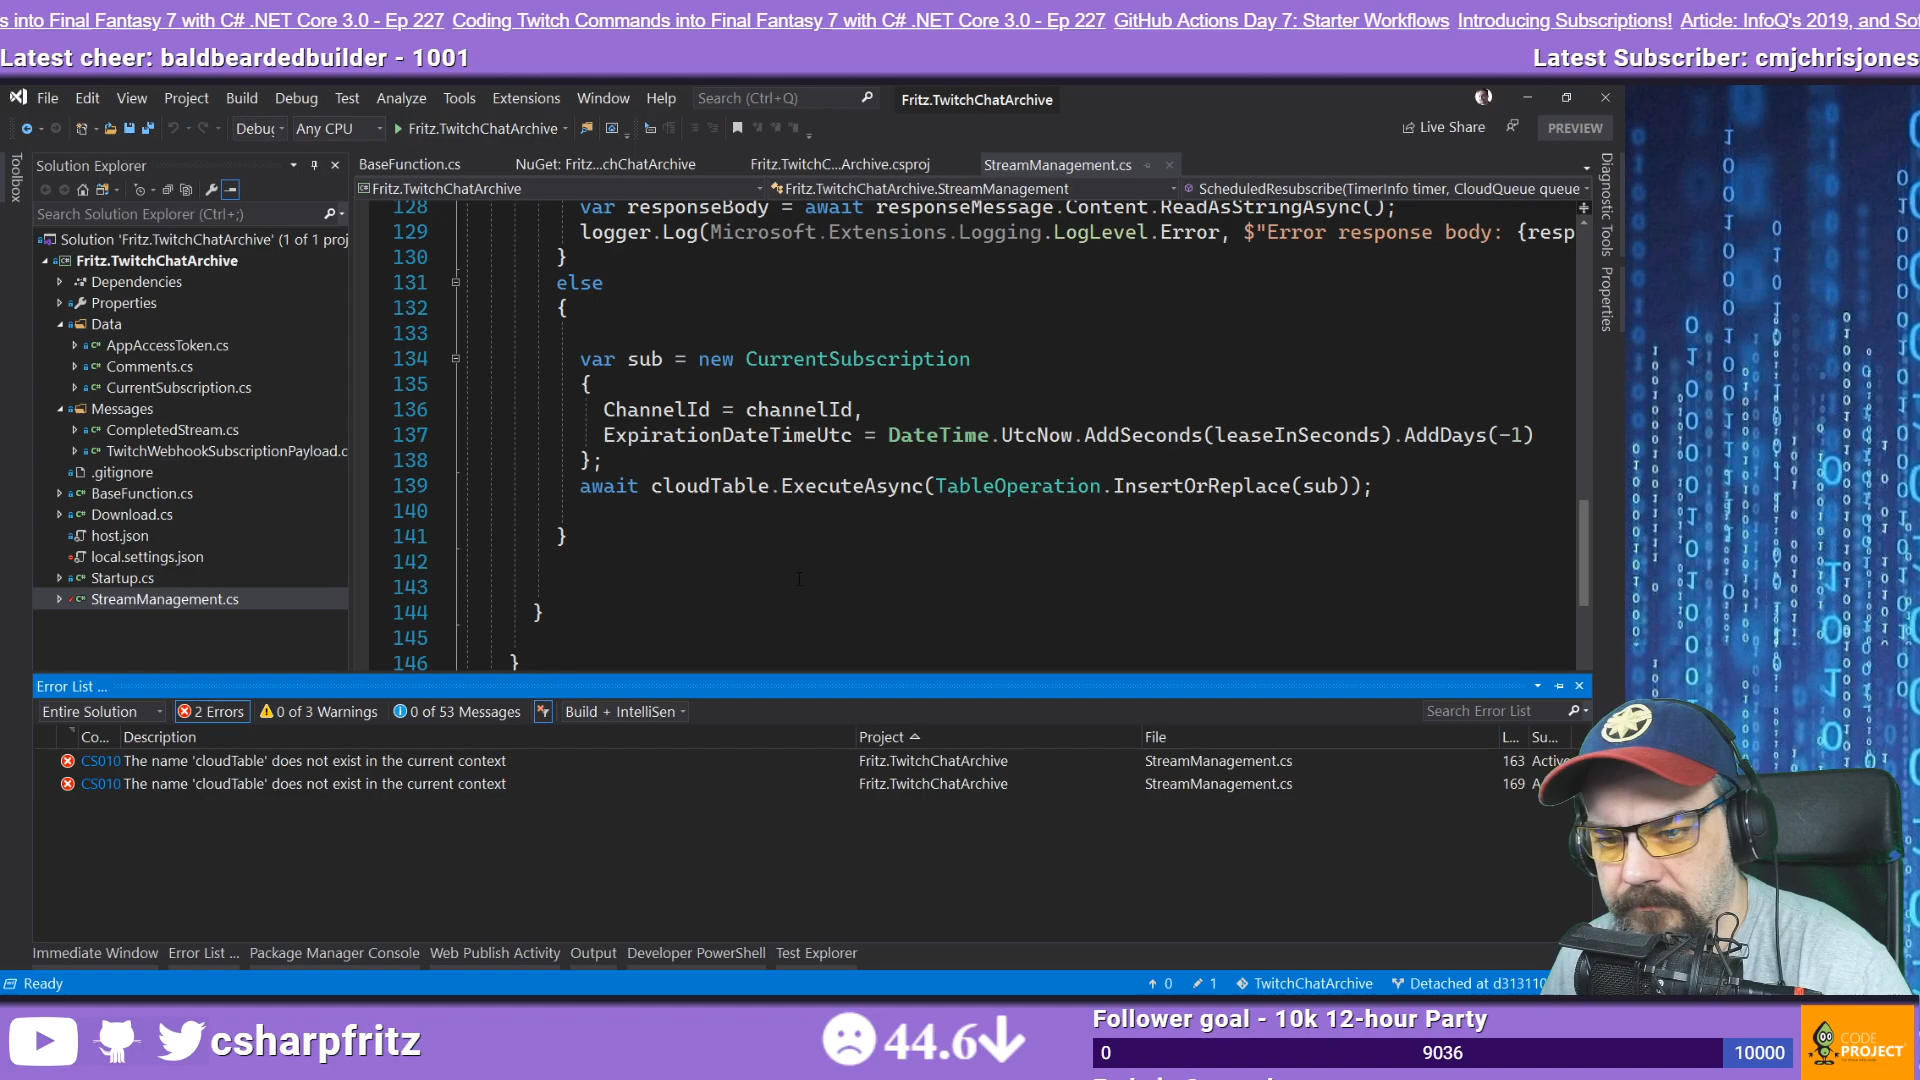 s into Final Fantasy 7 with C# .NET Core 3.0 - Ep 227 Coding Twitch Commands into Final Fantasy 7 with C# .NET Core 3.0 - Ep 227 GitHub Actions Day 7: Starter Workflows Introducing Subscriptions! Article: InfoQ's 2019, and Sof
Latest cheer: baldbeardedbuilder - 1001
Latest Subscriber: cmjchrisjones
File Edit View Project Build Debug Test Analyze Tools Extensions Window Help Search (Ctrl+Q) Fritz.TwitchChatArchive
Debug Any CPU Fritz.TwitchChatArchive Live Share PREVIEW
Toolbox
Solution Explorer
Search Solution Explorer (Ctrl+;)
Solution 'Fritz.TwitchChatArchive' (1 of 1 proj
Fritz.TwitchChatArchive
Dependencies
Properties
Data
AppAccessToken.cs
Comments.cs
CurrentSubscription.cs
Messages
CompletedStream.cs
TwitchWebhookSubscriptionPayload.c
.gitignore
BaseFunction.cs
Download.cs
host.json
local.settings.json
Startup.cs
StreamManagement.cs
BaseFunction.cs NuGet: Fritz...chChatArchive Fritz.TwitchC...Archive.csproj StreamManagement.cs
Fritz.TwitchChatArchive Fritz.TwitchChatArchive.StreamManagement ScheduledResubscribe(TimerInfo timer, CloudQueue queue
128 var responseBody = await responseMessage.Content.ReadAsStringAsync();
129 logger.Log(Microsoft.Extensions.Logging.LogLevel.Error, $"Error response body: {resp
130 }
131 else
132 {
133
134 var sub = new CurrentSubscription
135 {
136 ChannelId = channelId,
137 ExpirationDateTimeUtc = DateTime.UtcNow.AddSeconds(leaseInSeconds).AddDays(-1)
138 };
139 await cloudTable.ExecuteAsync(TableOperation.InsertOrReplace(sub));
140
141 }
142
143
144 }
145
146 }
Diagnostic Tools
Properties
Error List ...
Entire Solution 2 Errors 0 of 3 Warnings 0 of 53 Messages Build + IntelliSen Search Error List
Co... Description Project File L... Su...
CS010 The name 'cloudTable' does not exist in the current context Fritz.TwitchChatArchive StreamManagement.cs 163 Active
CS010 The name 'cloudTable' does not exist in the current context Fritz.TwitchChatArchive StreamManagement.cs 169 A
Immediate Window Error List ... Package Manager Console Web Publish Activity Output Developer PowerShell Test Explorer
Ready 0 1 TwitchChatArchive Detached at d313110
csharpfritz
44.6
Follower goal - 10k 12-hour Party
0 9036 10000
CODE
PROJECT